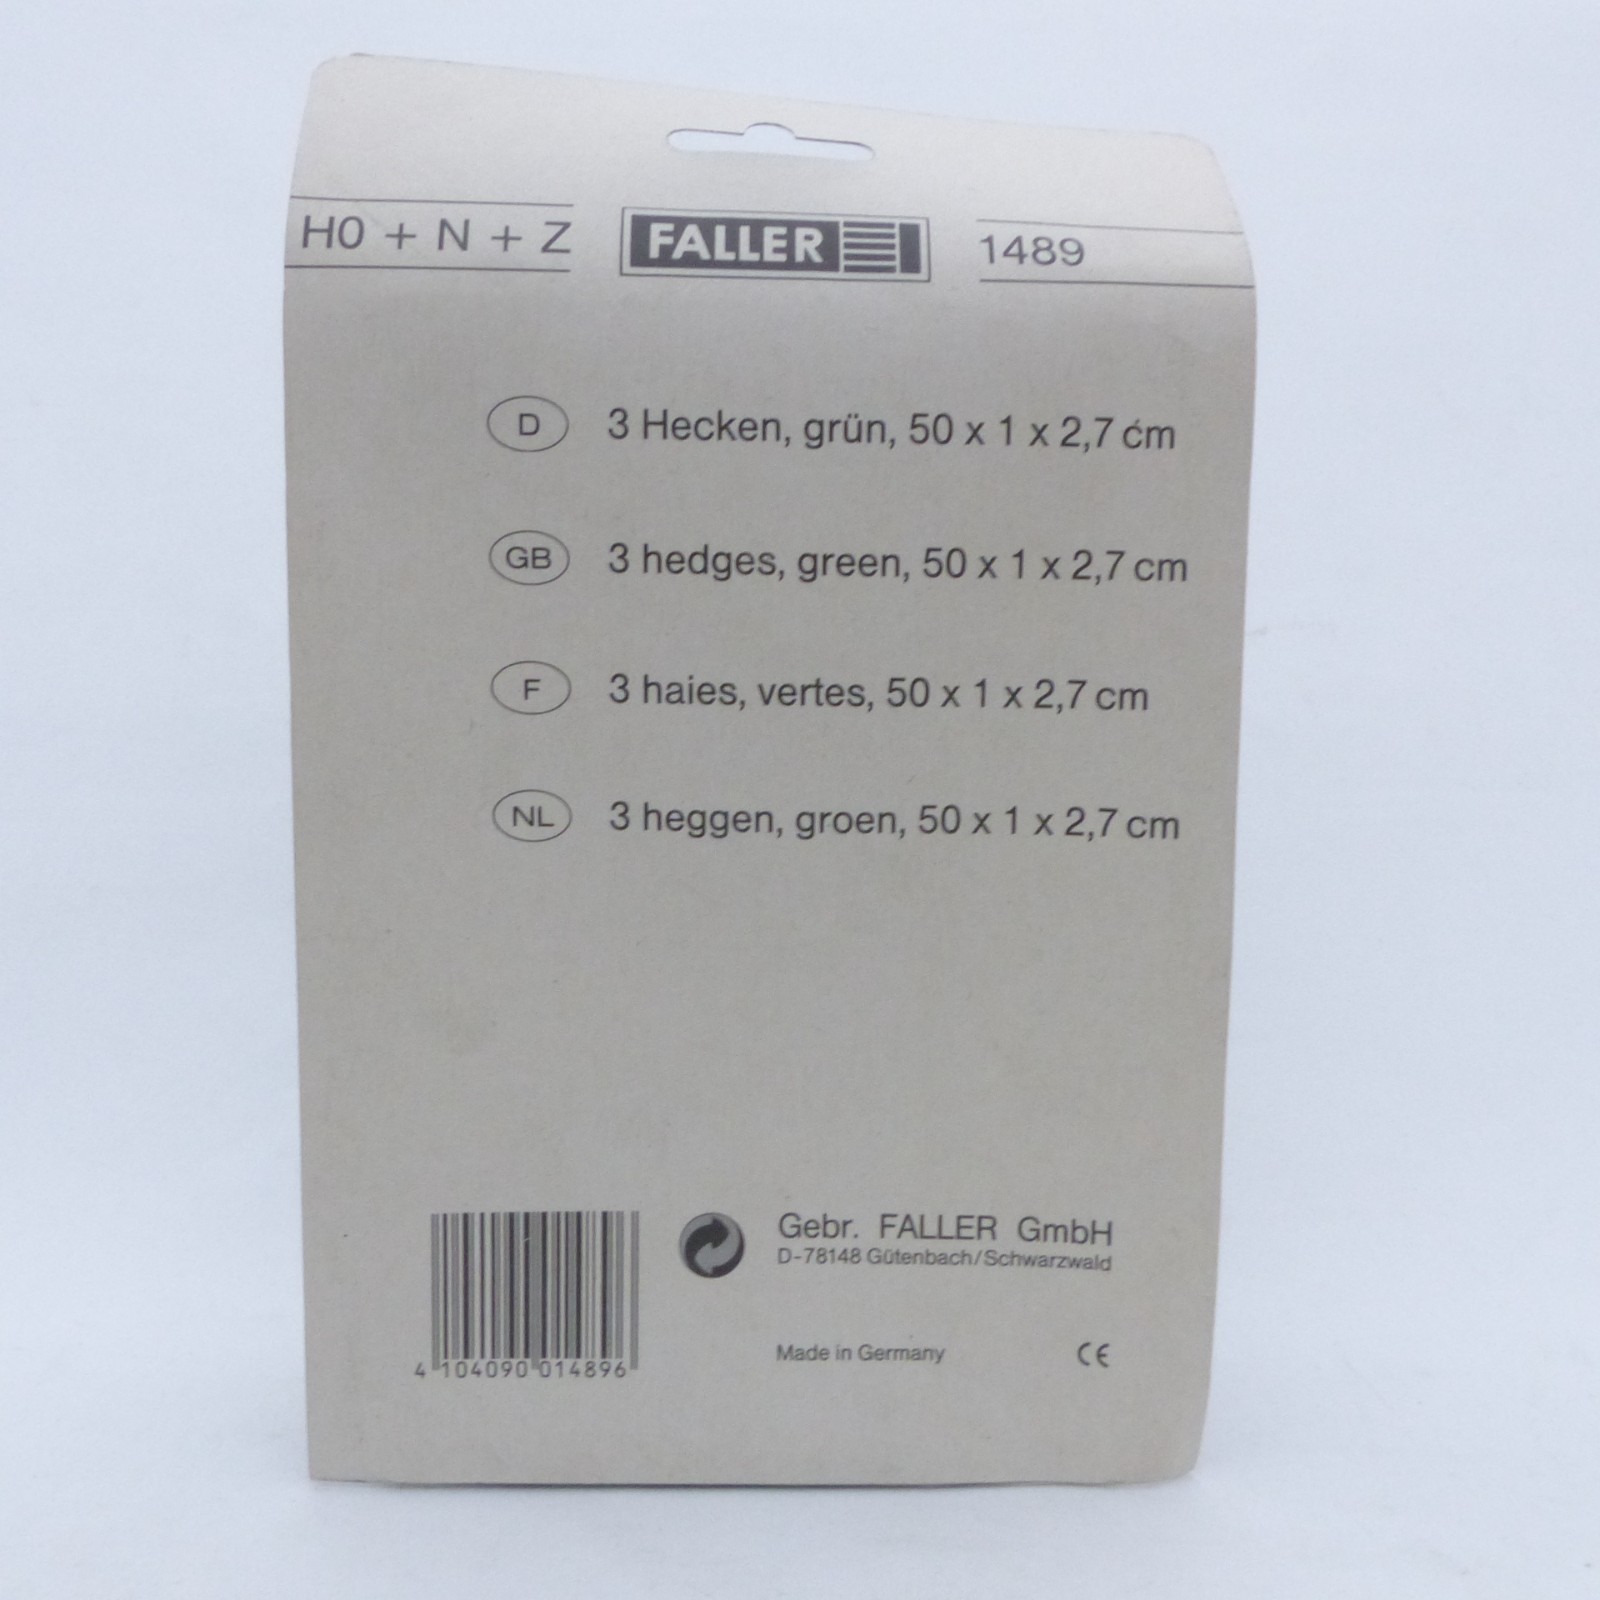 H0 + N + Z
FALLER
1489
D 3 Hecken, grün, 50 x 1 x 2,7 cm
GB 3 hedges, green, 50 x 1 x 2,7 cm
F 3 haies, vertes, 50 x 1 x 2,7 cm
NL 3 heggen, groen, 50 x 1 x 2,7 cm
Gebr. FALLER GmbH
D-78148 Gütenbach/Schwarzwald
Made in Germany CE
4 104090 014896